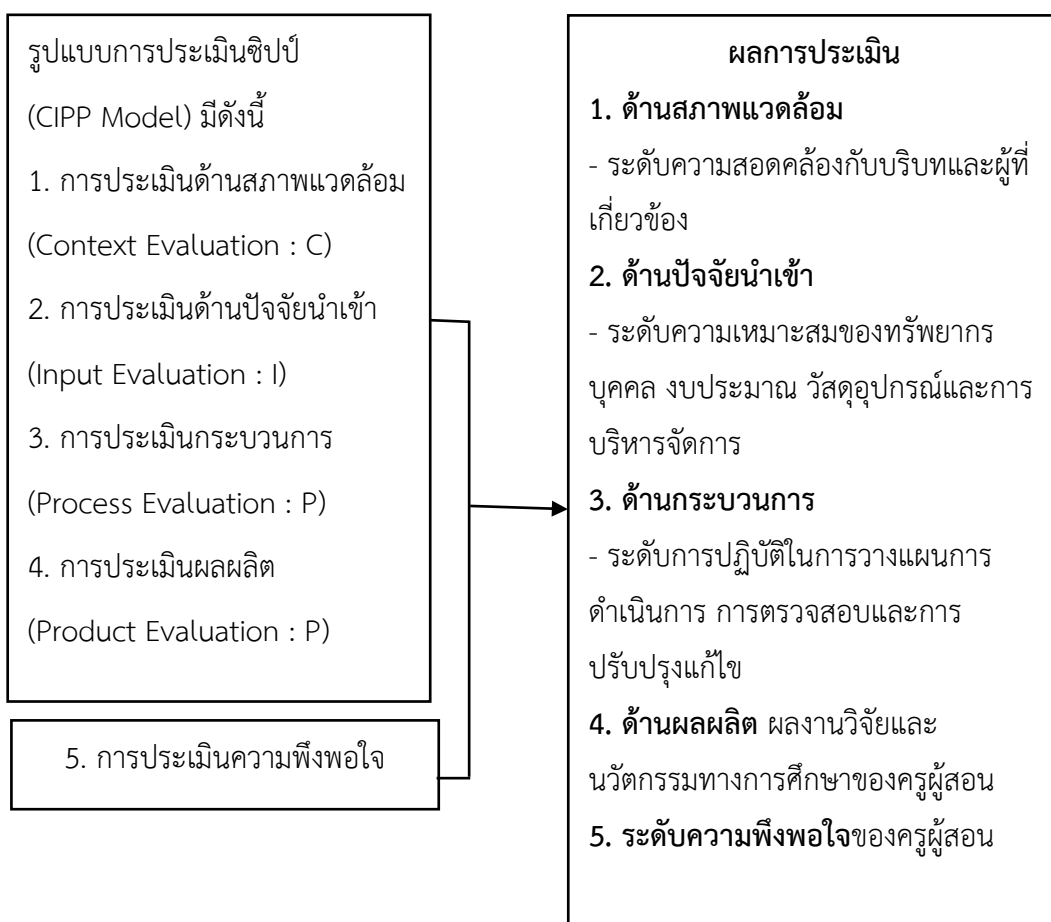 รูปแบบการประเมินซิปป์
(CIPP Model) มีดังนี้
1. การประเมินด้านสภาพแวดล้อม
(Context Evaluation : C)
2. การประเมินด้านปัจจัยนำเข้า
(Input Evaluation : I)
3. การประเมินกระบวนการ
(Process Evaluation : P)
4. การประเมินผลผลิต
(Product Evaluation : P)
5. การประเมินความพึงพอใจ
ผลการประเมิน
1. ด้านสภาพแวดล้อม
- ระดับความสอดคล้องกับบริบทและผู้ที่
เกี่ยวข้อง
2. ด้านปัจจัยนำเข้า
- ระดับความเหมาะสมของทรัพยากร
บุคคล งบประมาณ วัสดุอุปกรณ์และการ
บริหารจัดการ
3. ด้านกระบวนการ
- ระดับการปฏิบัติในการวางแผนการ
ดำเนินการ การตรวจสอบและการ
ปรับปรุงแก้ไข
4. ด้านผลผลิต ผลงานวิจัยและ
นวัตกรรมทางการศึกษาของครูผู้สอน
5. ระดับความพึงพอใจของครูผู้สอน